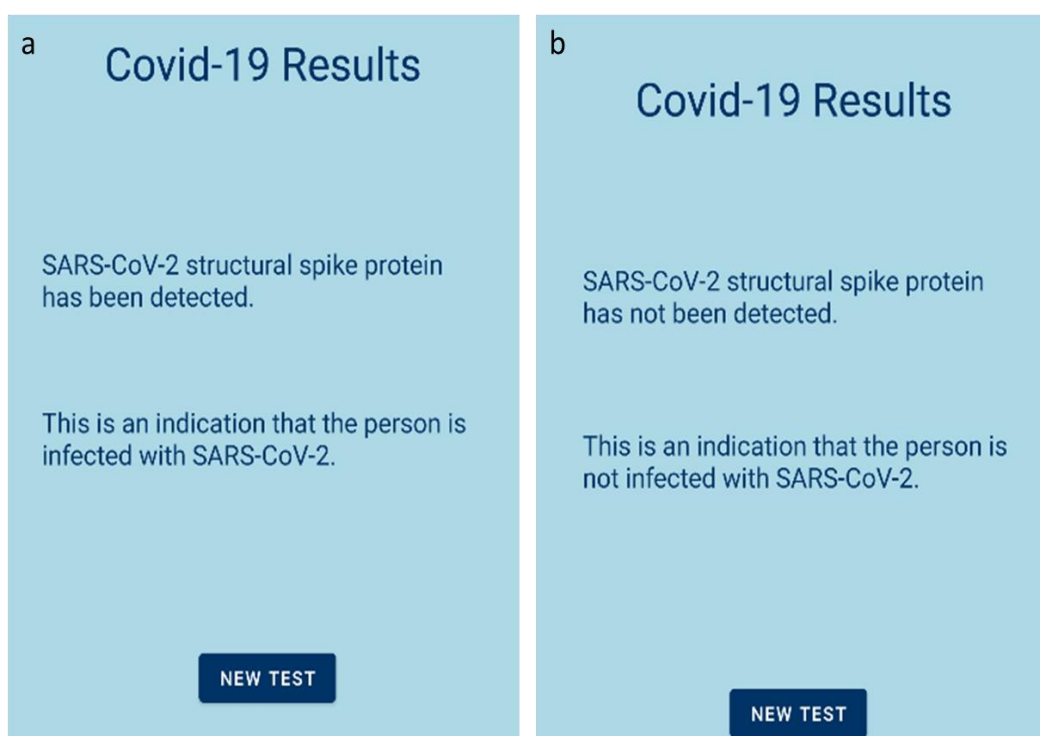 a
Covid-19 Results
SARS-CoV-2 structural spike protein
has been detected.
This is an indication that the person is
infected with SARS-CoV-2.
NEW TEST
b
Covid-19 Results
SARS-CoV-2 structural spike protein
has not been detected.
This is an indication that the person is
not infected with SARS-CoV-2.
NEW TEST